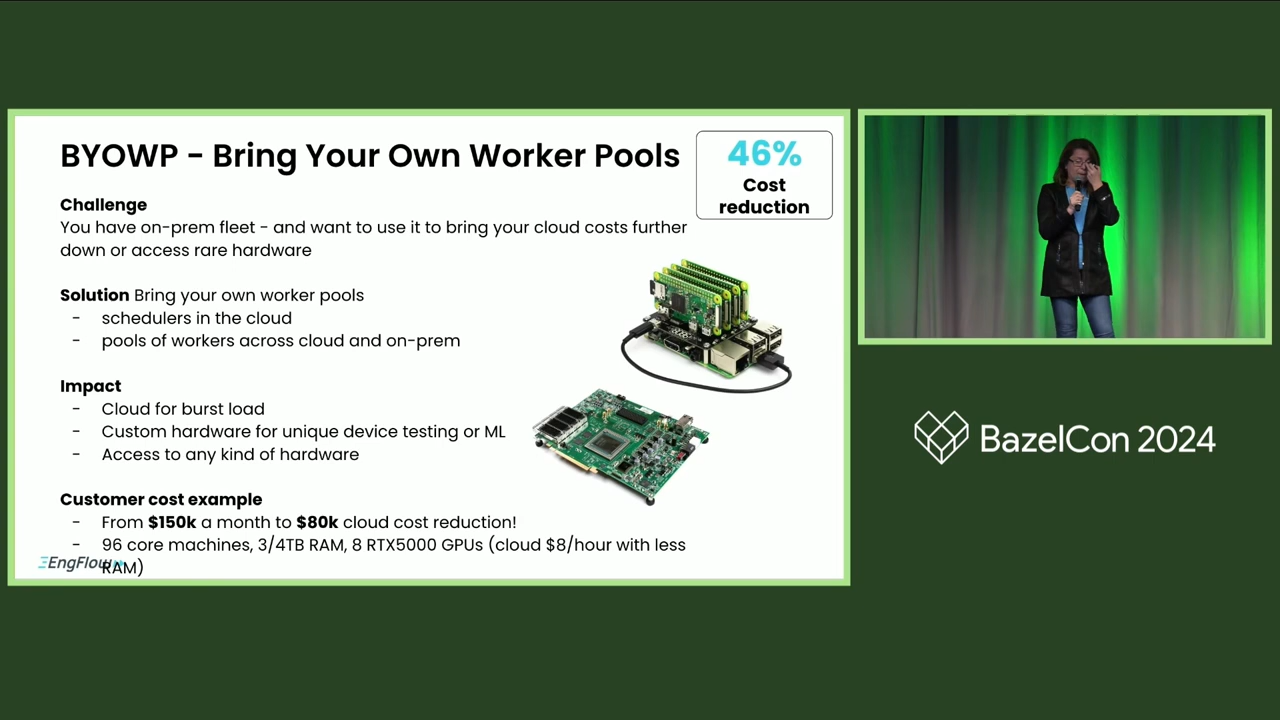 BYOWP - Bring Your Own Worker Pools
46%
Cost
reduction
Challenge
You have on-prem fleet - and want to use it to bring your cloud costs further
down or access rare hardware
Solution Bring your own worker pools
- schedulers in the cloud
- pools of workers across cloud and on-prem
Impact
- Cloud for burst load
- Custom hardware for unique device testing or ML
- Access to any kind of hardware
Customer cost example
- From $150k a month to $80k cloud cost reduction!
- 96 core machines, 3/4TB RAM, 8 RTX5000 GPUs (cloud $8/hour with less
RAM)
EngFlow
BazelCon 2024